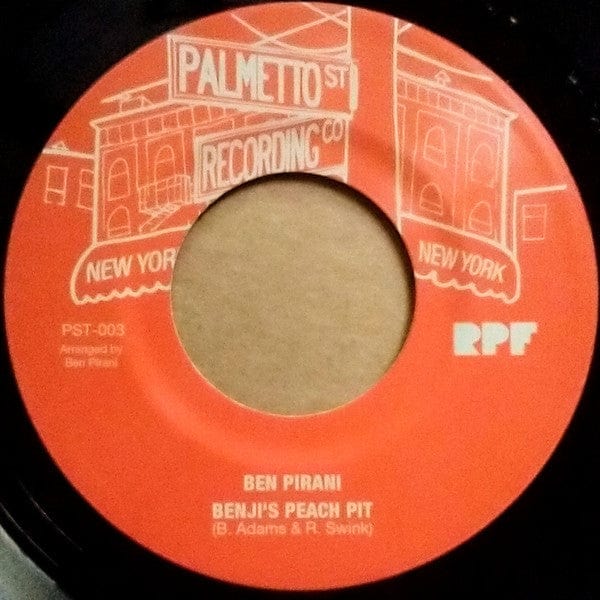 PALMETTO ST
RECORDING CO
NEW YOR
NEW YORK
PST-003
Arranged by
Ben Pirani
RPF
BEN PIRANI
BENJI'S PEACH PIT
(B. Adams & R. Swink)